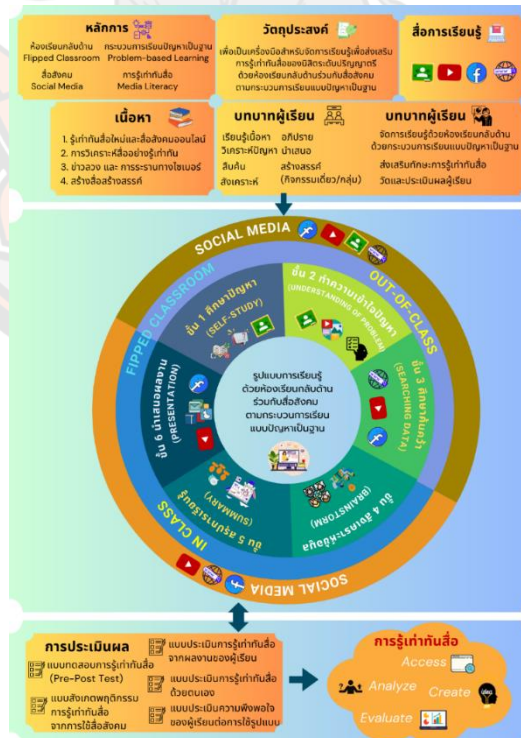 หลักการ
ห้องเรียนกลับด้าน
Flipped Classroom
กระบวนการเรียนปัญหาเป็นฐาน
Problem-based Learning
สื่อสังคม
Social Media
การรู้เท่าทันสื่อ
Media Literacy
วัตถุประสงค์
เพื่อเป็นเครื่องมือสำหรับจัดการเรียนรู้เพื่อส่งเสริม
การรู้เท่าทันสื่อของนิสิตระดับปริญญาตรี
ด้วยห้องเรียนกลับด้านร่วมกับสื่อสังคม
ตามกระบวนการเรียนแบบปัญหาเป็นฐาน
สื่อการเรียนรู้
เนื้อหา
1. รู้เท่าทันสื่อใหม่และสื่อสังคมออนไลน์
2. การวิเคราะห์สื่ออย่างรู้เท่าทัน
3. ข่าวลวง และ การระรานทางไซเบอร์
4. สร้างสื่อสร้างสรรค์
บทบาทผู้เรียน
เรียนรู้เนื้อหา อภิปราย
วิเคราะห์ปัญหา นำเสนอ
สืบค้น สร้างสรรค์
สังเคราะห์ (กิจกรรมเดี่ยว/กลุ่ม)
บทบาทผู้เรียน
จัดการเรียนรู้ด้วยห้องเรียนกลับด้าน
ด้วยกระบวนการเรียนแบบปัญหาเป็นฐาน
ส่งเสริมทักษะการรู้เท่าทันสื่อ
วัดและประเมินผลผู้เรียน
SOCIAL MEDIA
FIPPED CLASSROOM
OUT-OF-CLASS
ขั้น 1 ศึกษาปัญหา
(SELF-STUDY)
ขั้น 2 ทำความเข้าใจปัญหา
(UNDERSTANDING OF PROBLEM)
ขั้น 3 ศึกษาค้นคว้า
(SEARCHING DATA)
ขั้น 4 สังเคราะห์ข้อมูล
(BRAINSTORM)
ขั้น 5 สรุปการเรียนรู้
(SUMMARY)
ขั้น 6 นำเสนอผลงาน
(PRESENTATION)
รูปแบบการเรียนรู้
ด้วยห้องเรียนกลับด้าน
ร่วมกับสื่อสังคม
ตามกระบวนการเรียน
แบบปัญหาเป็นฐาน
IN CLASS
SOCIAL MEDIA
การประเมินผล
แบบทดสอบการรู้เท่าทันสื่อ
(Pre-Post Test)
แบบสังเกตพฤติกรรม
การรู้เท่าทันสื่อ
จากการใช้สื่อสังคม
แบบประเมินการรู้เท่าทันสื่อ
จากผลงานของผู้เรียน
แบบประเมินการรู้เท่าทันสื่อ
ด้วยตนเอง
แบบประเมินความพึงพอใจ
ของผู้เรียนต่อการใช้รูปแบบ
การรู้เท่าทันสื่อ
Access
Analyze
Create
Evaluate